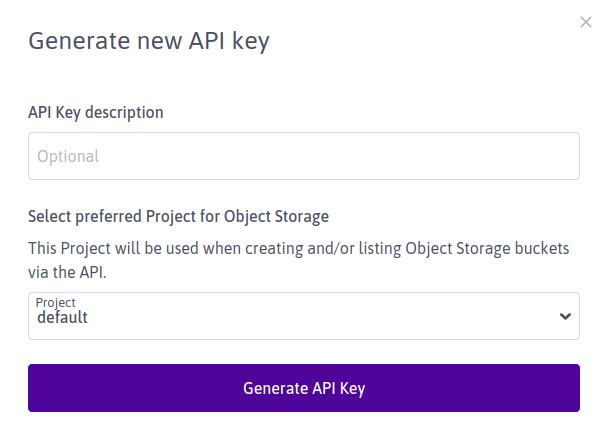 Generate new API key
API Key description
Optional
Select preferred Project for Object Storage
This Project will be used when creating and/or listing Object Storage buckets
via the API.
Project
default
Generate API Key